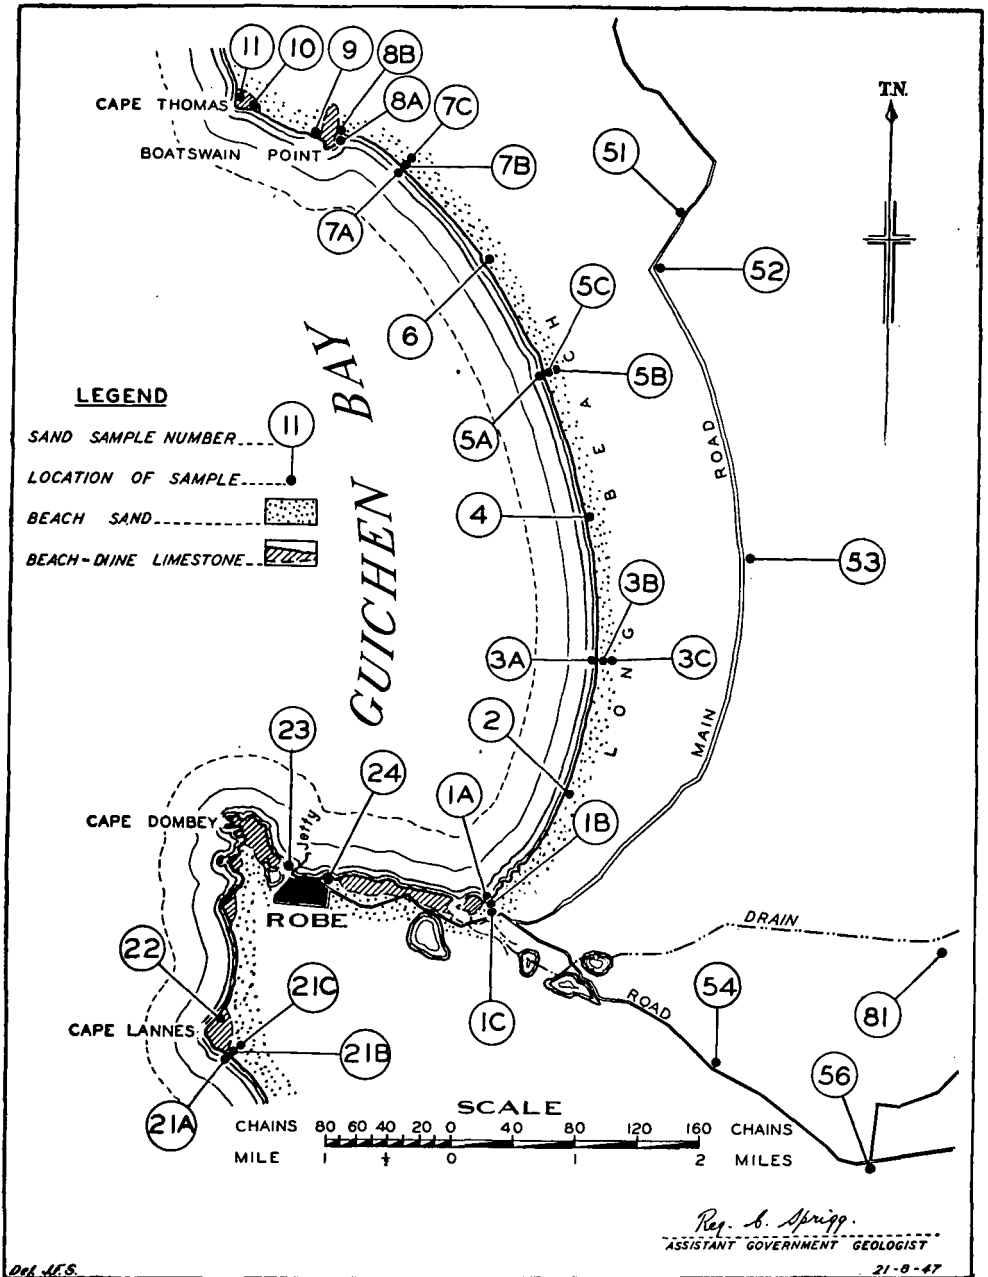 11
10
9
8B
8A
7C
7B
7A
CAPE THOMAS
BOATSWAIN POINT
T.N.
51
52
6
5C
5B
5A
GUICHEN BAY
LONG BEACH
MAIN ROAD
LEGEND
SAND SAMPLE NUMBER 11
LOCATION OF SAMPLE
BEACH SAND
BEACH-DUNE LIMESTONE
4
53
3B
3A
3C
2
23
24
1A
1B
CAPE DOMBEY
Jetty
ROBE
DRAIN
22
21C
CAPE LANNES
21B
21A
1C
ROAD
54
81
56
SCALE
CHAINS 80 60 40 20 0 40 80 120 160 CHAINS
MILE 1 ½ 0 1 2 MILES
Reg. C. Sprigg.
ASSISTANT GOVERNMENT GEOLOGIST
21-8-47